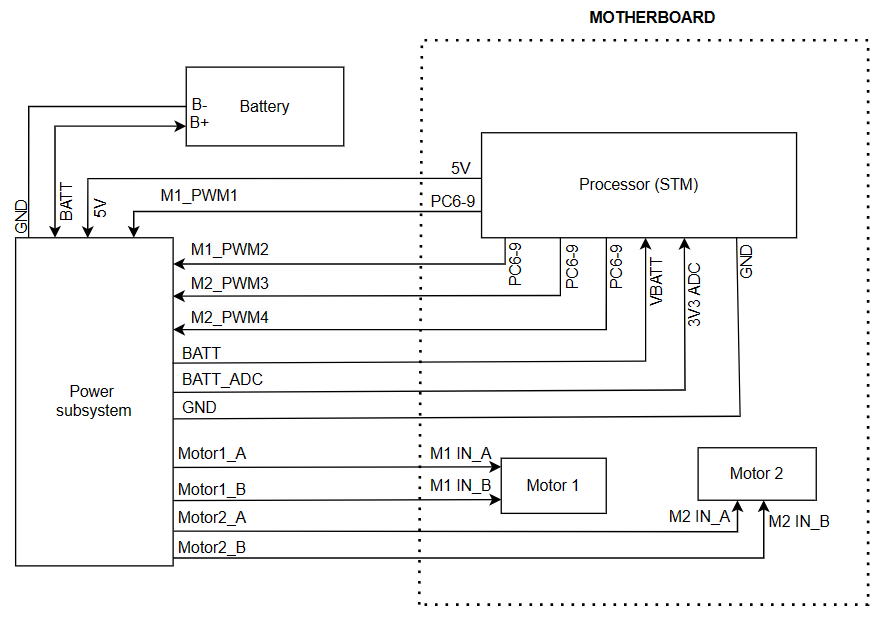 MOTHERBOARD
B-
Battery
B+
Processor (STM)
5V
M1_PWM1
PC6-9
GND
BATT
5V
M1_PWM2
PC6-9
PC6-9
PC6-9
VBATT
3V3 ADC
GND
M2_PWM3
M2_PWM4
BATT
BATT_ADC
GND
Power
subsystem
Motor1_A
M1 IN_A
Motor 1
Motor 2
Motor1_B
M1 IN_B
Motor2_A
M2 IN_A
M2 IN_B
Motor2_B